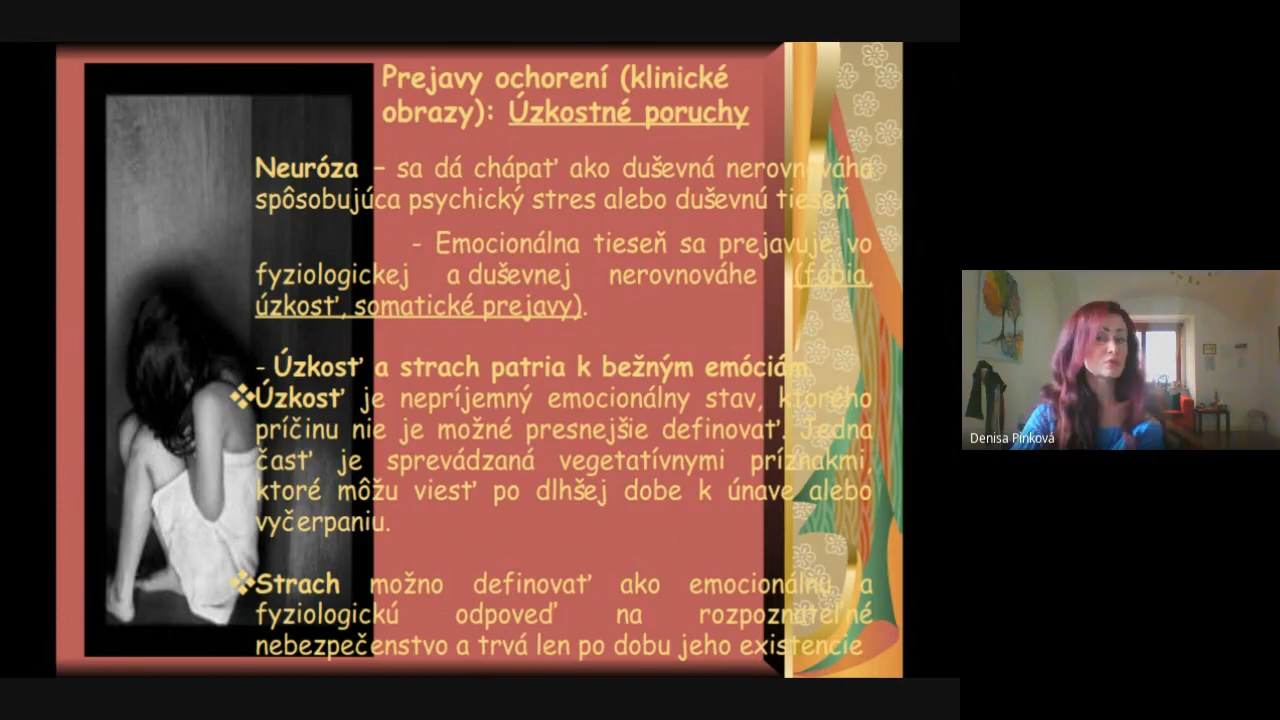 Prejavy ochorení (klinické
obrazy): Úzkostné poruchy
Neuróza – sa dá chápať ako duševná nerovnováha
spôsobujúca psychický stres alebo duševnú tieseň
- Emocionálna tieseň sa prejavuje vo
fyziologickej a duševnej nerovnováhe (fóbia,
úzkosť, somatické prejavy).
- Úzkosť a strach patria k bežným emóciám.
❖Úzkosť je nepríjemný emocionálny stav, ktorého
príčinu nie je možné presnejšie definovať. Jedna
časť je sprevádzaná vegetatívnymi príznakmi,
ktoré môžu viesť po dlhšej dobe k únave alebo
vyčerpaniu.
❖Strach možno definovať ako emocionálnu a
fyziologickú odpoveď na rozpoznateľné
nebezpečenstvo a trvá len po dobu jeho existencie
Denisa Pinková